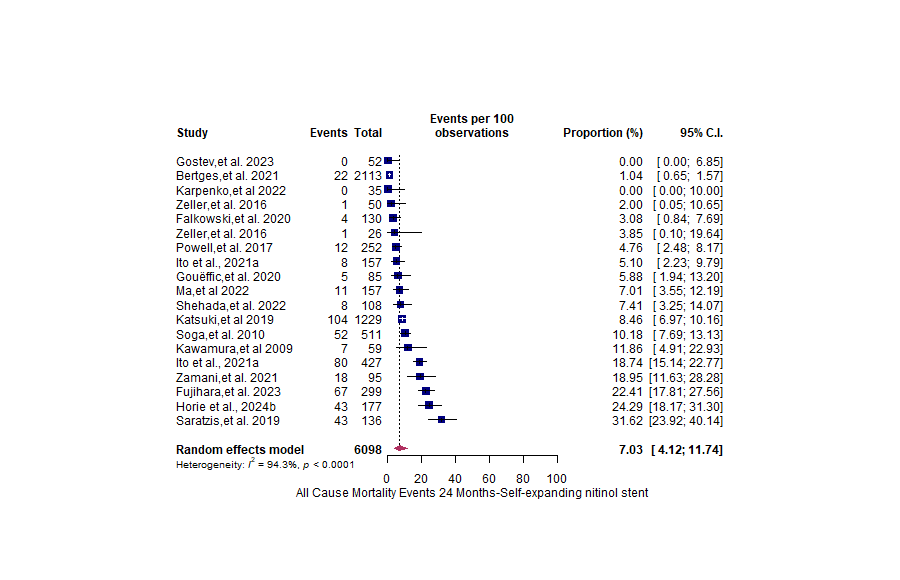 Events per 100
Study Events Total observations Proportion (%) 95% C.I.
Gostev,et al. 2023 0 52 0.00 [ 0.00; 6.85]
Bertges,et al. 2021 22 2113 1.04 [ 0.65; 1.57]
Karpenko,et al 2022 0 35 0.00 [ 0.00; 10.00]
Zeller,et al. 2016 1 50 2.00 [ 0.05; 10.65]
Falkowski,et al. 2020 4 130 3.08 [ 0.84; 7.69]
Zeller,et al. 2016 1 26 3.85 [ 0.10; 19.64]
Powell,et al. 2017 12 252 4.76 [ 2.48; 8.17]
Ito et al., 2021a 8 157 5.10 [ 2.23; 9.79]
Gouëffic,et al. 2020 5 85 5.88 [ 1.94; 13.20]
Ma,et al 2022 11 157 7.01 [ 3.55; 12.19]
Shehada,et al. 2022 8 108 7.41 [ 3.25; 14.07]
Katsuki,et al 2019 104 1229 8.46 [ 6.97; 10.16]
Soga,et al. 2010 52 511 10.18 [ 7.69; 13.13]
Kawamura,et al 2009 7 59 11.86 [ 4.91; 22.93]
Ito et al., 2021a 80 427 18.74 [15.14; 22.77]
Zamani,et al. 2021 18 95 18.95 [11.63; 28.28]
Fujihara,et al. 2023 67 299 22.41 [17.81; 27.56]
Horie et al., 2024b 43 177 24.29 [18.17; 31.30]
Saratzis,et al. 2019 43 136 31.62 [23.92; 40.14]
Random effects model 6098 7.03 [ 4.12; 11.74]
Heterogeneity: I² = 94.3%, p < 0.0001
0 20 40 60 80 100
All Cause Mortality Events 24 Months-Self-expanding nitinol stent